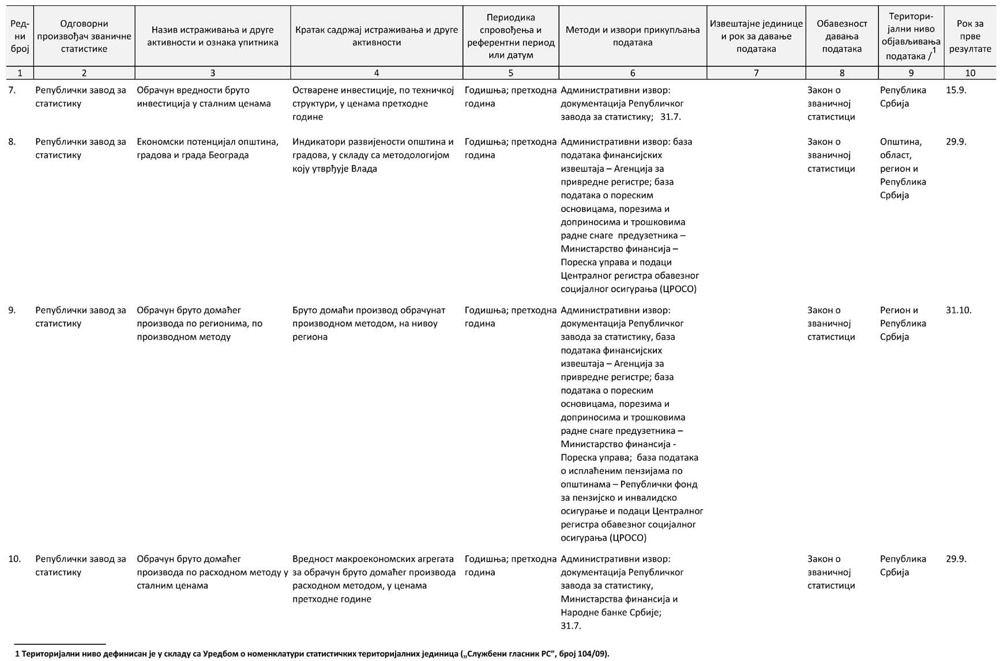 Ред-
ни
број
Одговорни
произвођач званичне
статистике
Назив истраживања и друге
активности и ознака упитника
Кратак садржај истраживања и друге
активности
Периодика
спровођења и
референтни период
или датум
Методи и извори прикупљања
података
Извештајне јединице
и рок за давање
података
Обавезност
давања
података
Територи-
јални ниво
објављивања
података /1
Рок за
прве
резултате
1 2 3 4 5 6 7 8 9 10
7.
Републички завод за
статистику
Обрачун вредности бруто
инвестиција у сталним ценама
Остварене инвестиције, по техничкој
структури, у ценама претходне
године
Годишња; претходна
година
Административни извор:
документација Републичког
завода за статистику; 31.7.
Закон о
званичној
статистици
Република
Србија
15.9.
8.
Републички завод за
статистику
Економски потенцијал општина,
градова и града Београда
Индикатори развијености општина и
градова, у складу са методологијом
коју утврђује Влада
Годишња; претходна
година
Административни извор: база
података финансијских
извештаја – Агенција за
привредне регистре; база
података о пореским
основицама, порезима и
доприносима и трошковима
радне снаге предузетника –
Министарство финансија –
Пореска управа и подаци
Централног регистра обавезног
социјалног осигурања (ЦРОСО)
Закон о
званичној
статистици
Општина,
област,
регион и
Република
Србија
29.9.
9.
Републички завод за
статистику
Обрачун бруто домаћег
производа по регионима, по
производном методу
Бруто домаћи производ обрачунат
производном методом, на нивоу
региона
Годишња; претходна
година
Административни извор:
документација Републичког
завода за статистику, база
података финансијских
извештаја – Агенција за
привредне регистре; база
података о пореским
основицама, порезима и
доприносима и трошковима
радне снаге предузетника –
Министарство финансија -
Пореска управа; база података
о исплаћеним пензијама по
општинама – Републички фонд
за пензијско и инвалидско
осигурање и подаци Централног
регистра обавезног социјалног
осигурања (ЦРОСО)
Закон о
званичној
статистици
Регион и
Република
Србија
31.10.
10.
Републички завод за
статистику
Обрачун бруто домаћег
производа по расходном методу у
сталним ценама
Вредност макроекономских агрегата
за обрачун бруто домаћег производа
расходном методом, у ценама
претходне године
Годишња; претходна
година
Административни извор:
документација Републичког
завода за статистику,
Министарства финансија и
Народне банке Србије;
31.7.
Закон о
званичној
статистици
Република
Србија
29.9.
1 Територијални ниво дефинисан је у складу са Уредбом о номенклатури статистичких територијалних јединица („Службени гласник РС”, број 104/09).